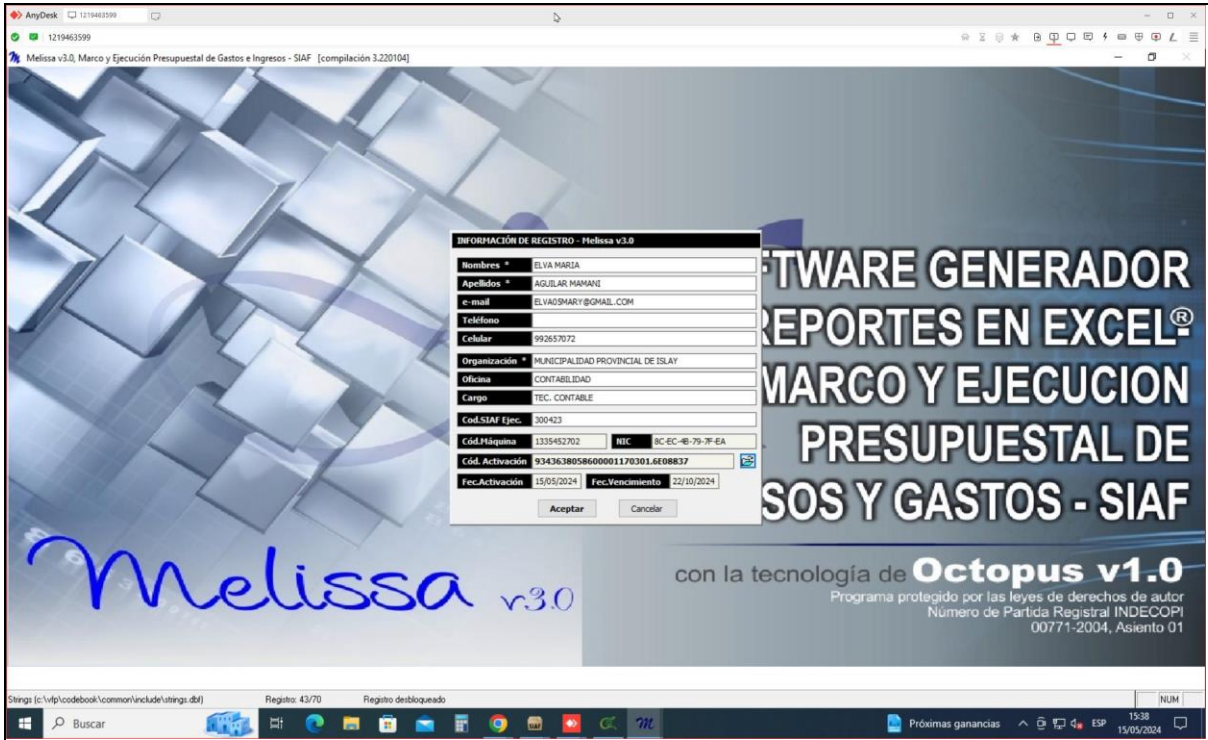 AnyDesk 1219463599
1219463599
Melissa v3.0, Marco y Ejecución Presupuestal de Gastos e Ingresos - SIAF [compilación 3.220104]
INFORMACIÓN DE REGISTRO - Melissa v3.0
Nombres * ELVA MARIA
Apellidos * AGUILAR MAMANI
e-mail ELVA05MARY@GMAIL.COM
Teléfono
Celular 992657072
Organización * MUNICIPALIDAD PROVINCIAL DE ISLAY
Oficina CONTABILIDAD
Cargo TEC. CONTABLE
Cod.SIAF Ejec. 300423
Cód.Máquina 1335452702 NIC 8C-EC-4B-79-7F-EA
Cód. Activación 9343638058600001170301.6E08837
Fec.Activación 15/05/2024 Fec.Vencimiento 22/10/2024
Aceptar Cancelar
FTWARE GENERADOR
REPORTES EN EXCEL®
MARCO Y EJECUCION
PRESUPUESTAL DE
SOS Y GASTOS - SIAF
Melissa v3.0
con la tecnología de Octopus v1.0
Programa protegido por las leyes de derechos de autor
Número de Partida Registral INDECOPI
00771-2004, Asiento 01
Strings (c:\vfp\codebook\common\include\strings.dbf) Registro: 43/70 Registro desbloqueado NUM
Buscar Próximas ganancias ESP 15:38
15/05/2024